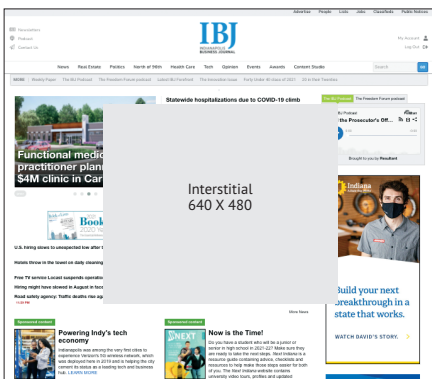 Advertise People Lists Jobs Classifieds Public Notices
Newsletters
Podcast
Contact Us
IBJ
INDIANAPOLIS
BUSINESS JOURNAL
My Account
Log Out
News Real Estate Politics North of 96th Health Care Tech Opinion Events Awards Content Studio
Search
MORE | Weekly Paper The IBJ Podcast The Freedom Forum podcast Latest IBJ Forefront The Innovation Issue Forty Under 40 class of 2021 20 in their Twenties
Statewide hospitalizations due to COVID-19 climb
The IBJ Podcast The Freedom Forum podcast
IBJ Podcast
the Prosecutor's Off...
Brought to you by Resultant
Functional medic
practitioner plan
$4M clinic in Car
Interstitial
640 X 480
Book
2020
U.S. hiring slows to unexpected low after
Hotels throw in the towel on daily cleaning
Free TV service Locast suspends operatio
Hiring might have slowed in August in face
Road safety agency: Traffic deaths rise ag
More News
Indiana
Build your next
breakthrough in a
state that works.
WATCH DAVID'S STORY. >
Sponsored content
Powering Indy's tech
economy
Indianapolis was among the very first cities to
experience Verizon's 5G wireless network, which
was deployed here in 2019 and is helping the city
cement its status as a leading tech and business
hub. LEARN MORE
Sponsored content
NEXT
Now is the Time!
Do you have a student who will be a junior or
senior in high school in 2021-22? Make sure they
are ready to take the next steps. Next Indiana is a
resource guide containing advice, checklists and
resources to help make those steps easier for both
of you. The Next Indiana website contains
university video tours, profiles and updated